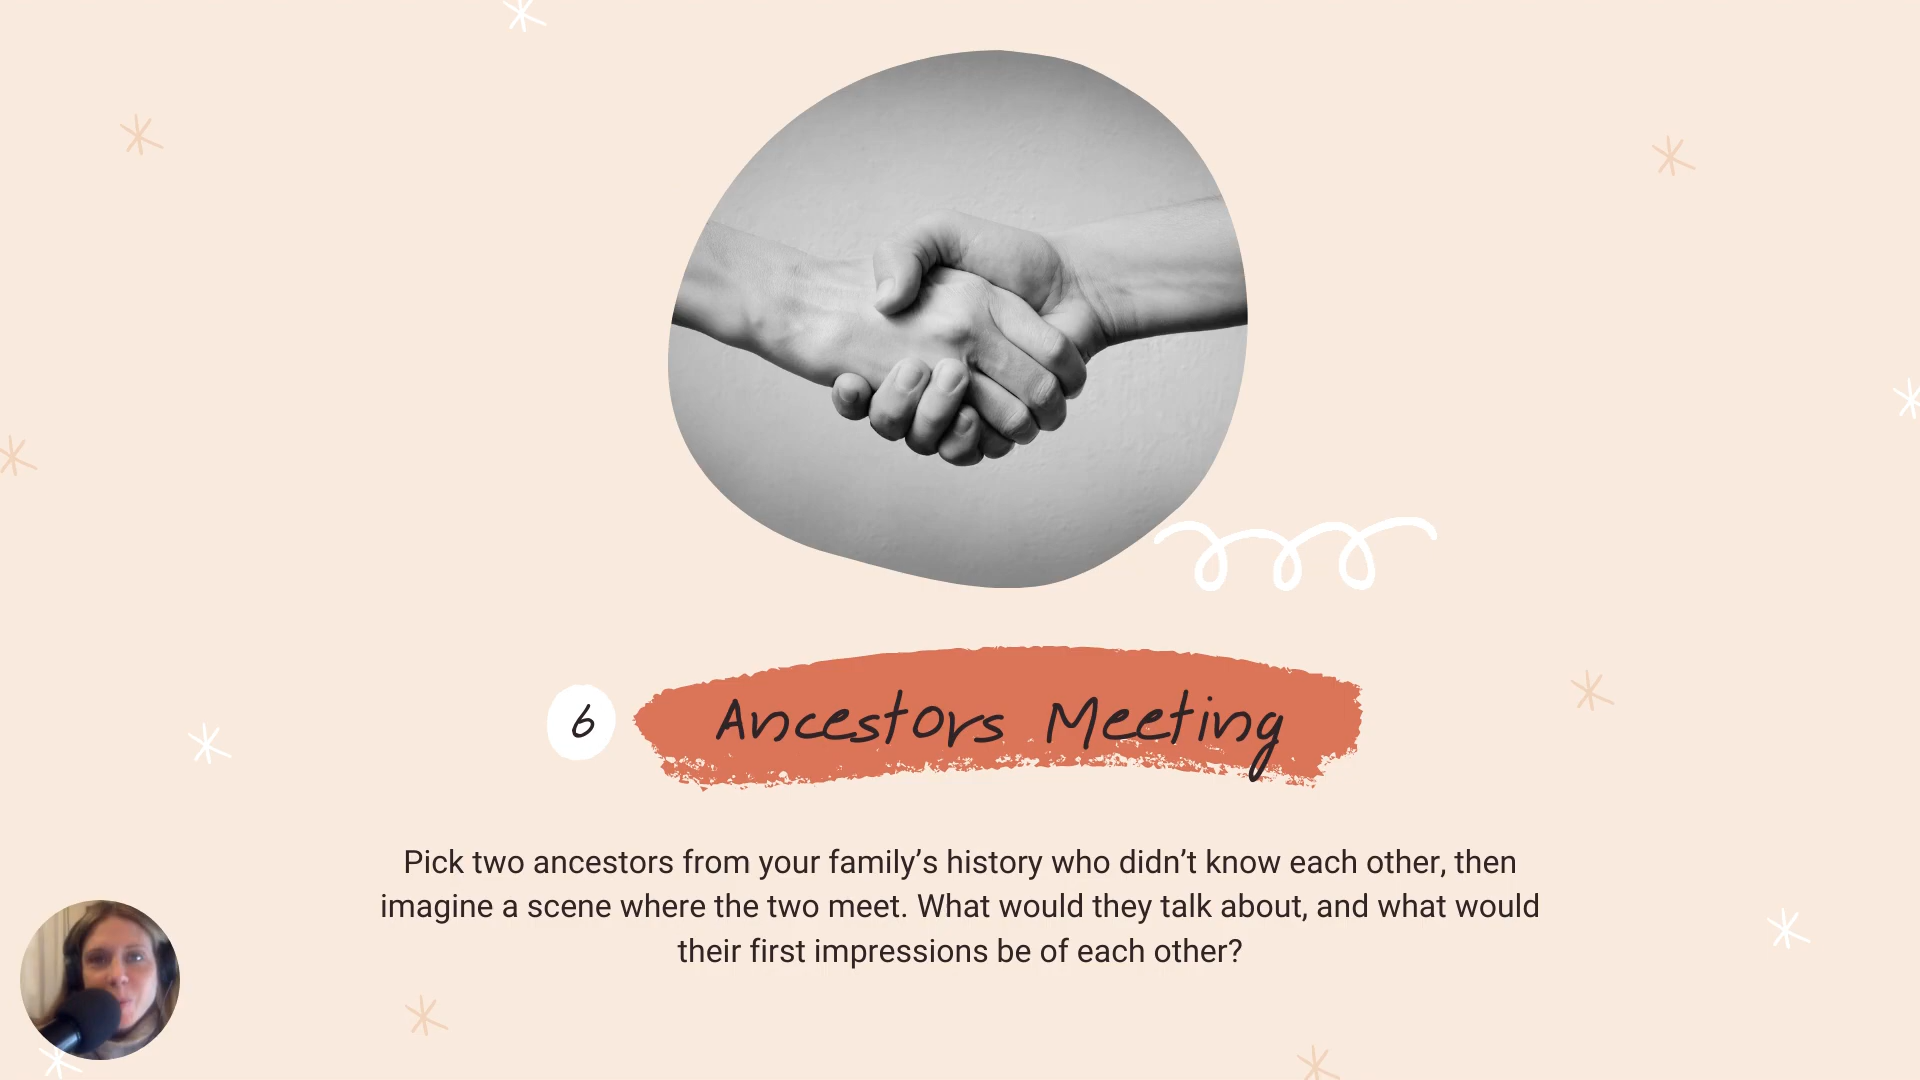 6
Ancestors Meeting
Pick two ancestors from your family’s history who didn’t know each other, then
imagine a scene where the two meet. What would they talk about, and what would
their first impressions be of each other?